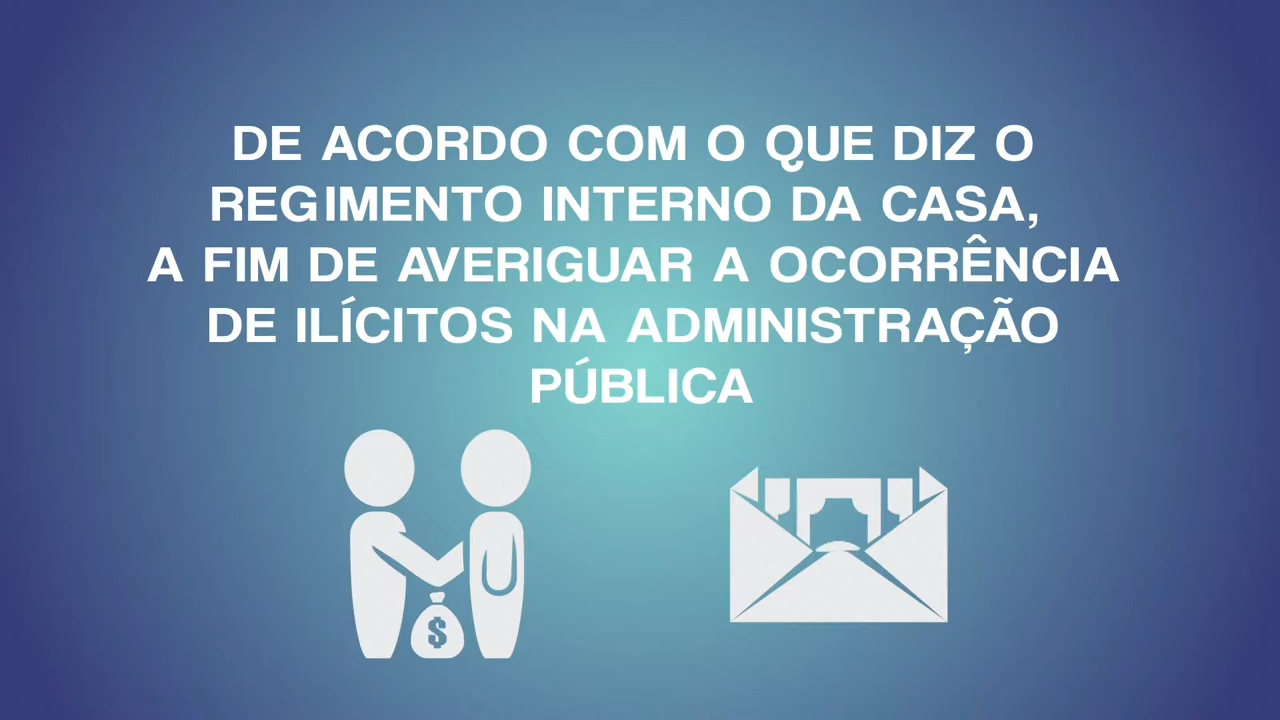 DE ACORDO COM O QUE DIZ O
REGIMENTO INTERNO DA CASA,
A FIM DE AVERIGUAR A OCORRÊNCIA
DE ILÍCITOS NA ADMINISTRAÇÃO
PÚBLICA
$